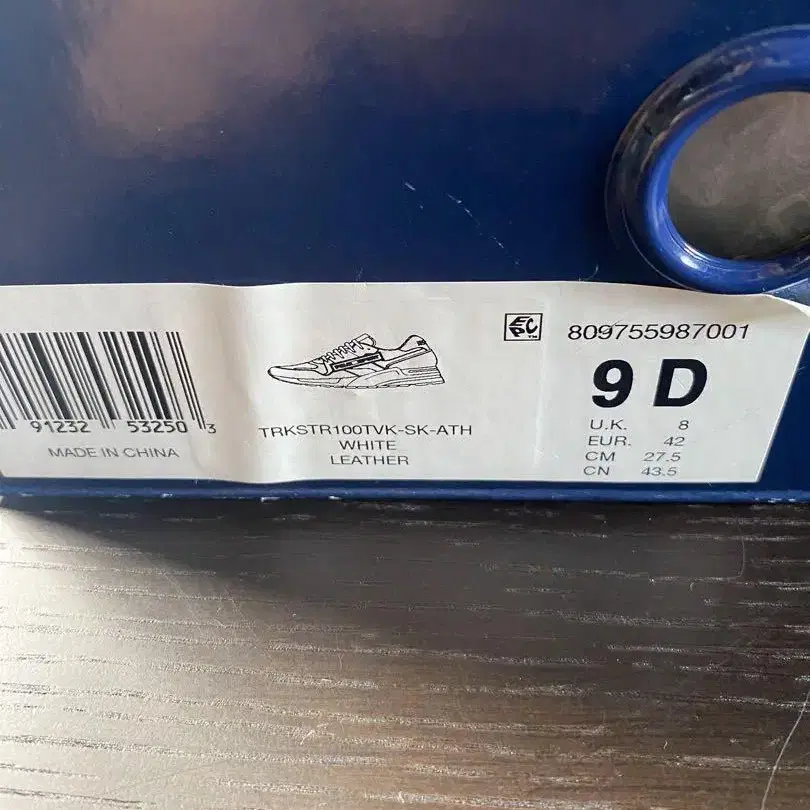 809755987001
9 D
U.K. 8
EUR. 42
CM 27.5
CN 43.5
TRKSTR100TVK-SK-ATH
WHITE
LEATHER
91232 53250 3
MADE IN CHINA